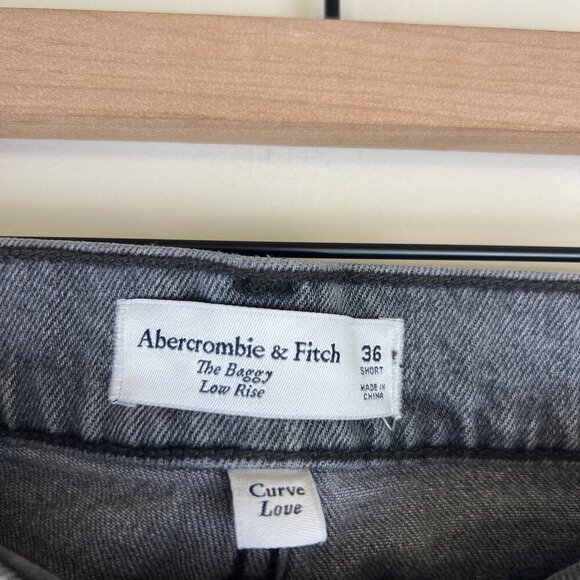 Abercrombie & Fitch
The Baggy
Low Rise
36
SHORT
MADE IN
CHINA
Curve
Love